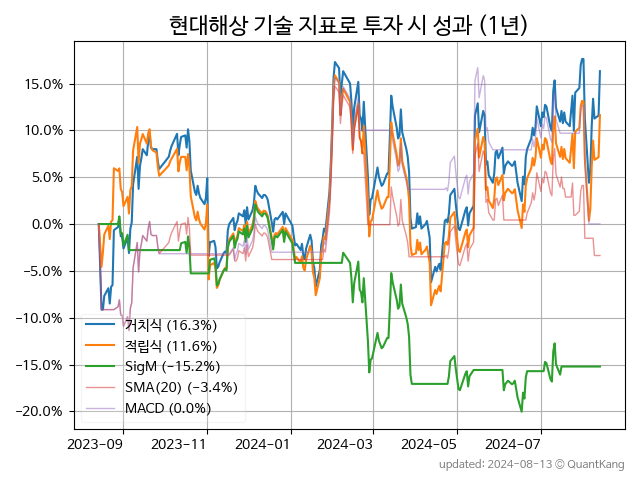 현대해상 기술 지표로 투자 시 성과 (1년)
15.0%
10.0%
5.0%
0.0%
−5.0%
−10.0%
−15.0%
−20.0%
거치식 (16.3%)
적립식 (11.6%)
SigM (−15.2%)
SMA(20) (−3.4%)
MACD (0.0%)
2023-09 2023-11 2024-01 2024-03 2024-05 2024-07
updated: 2024-08-13 © QuantKang